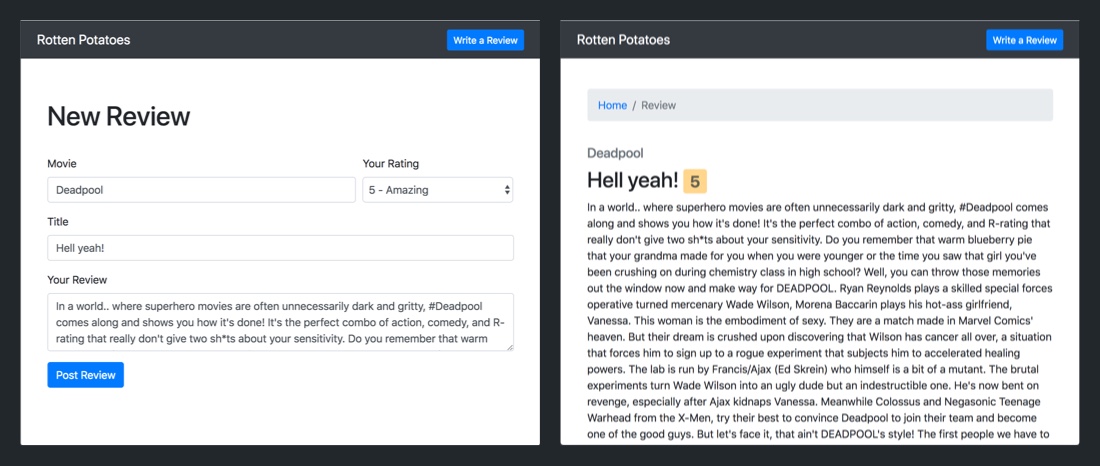 Rotten Potatoes
Write a Review
New Review
Movie
Your Rating
Deadpool
5 - Amazing
Title
Hell yeah!
Your Review
In a world.. where superhero movies are often unnecessarily dark and gritty, #Deadpool
comes along and shows you how it's done! It's the perfect combo of action, comedy, and R-
rating that really don't give two sh*ts about your sensitivity. Do you remember that warm
Post Review
Rotten Potatoes
Write a Review
Home / Review
Deadpool
Hell yeah! 5
In a world.. where superhero movies are often unnecessarily dark and gritty, #Deadpool comes
along and shows you how it's done! It's the perfect combo of action, comedy, and R-rating that
really don't give two sh*ts about your sensitivity. Do you remember that warm blueberry pie
that your grandma made for you when you were younger or the time you saw that girl you've
been crushing on during chemistry class in high school? Well, you can throw those memories
out the window now and make way for DEADPOOL. Ryan Reynolds plays a skilled special forces
operative turned mercenary Wade Wilson, Morena Baccarin plays his hot-ass girlfriend,
Vanessa. This woman is the embodiment of sexy. They are a match made in Marvel Comics'
heaven. But their dream is crushed upon discovering that Wilson has cancer all over, a situation
that forces him to sign up to a rogue experiment that subjects him to accelerated healing
powers. The lab is run by Francis/Ajax (Ed Skrein) who himself is a bit of a mutant. The brutal
experiments turn Wade Wilson into an ugly dude but an indestructible one. He's now bent on
revenge, especially after Ajax kidnaps Vanessa. Meanwhile Colossus and Negasonic Teenage
Warhead from the X-Men, try their best to convince Deadpool to join their team and become
one of the good guys. But let's face it, that ain't DEADPOOL's style! The first people we have to